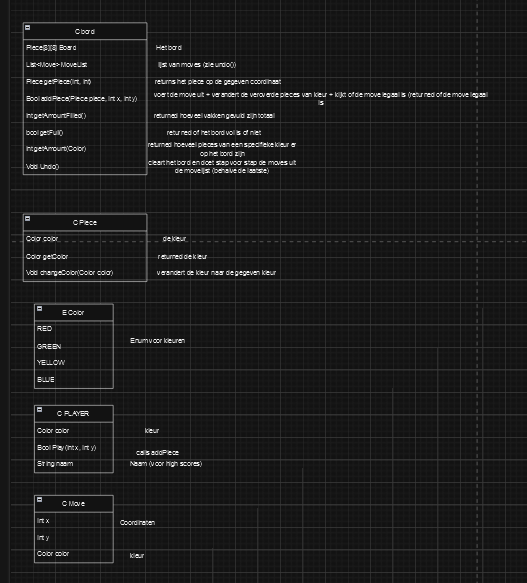 C bord
Piece[8][8] Board
Het bord
List<Move> MoveList
lijst van moves (zie undo())
Piece getPiece(int, int)
returns het piece op de gegeven coordinaat
Bool addPiece(Piece piece, int x, int y)
voert de move uit + verandert de veroverde pieces van kleur + kijkt of de move legaal is (returned of de move legaal
is
int getAmountFilled()
returned hoeveel vakken gevuld zijn totaal
bool getFull()
returned of het bord vol is of niet
int getAmount(Color)
returned hoeveel pieces van een specifieke kleur er
op het bord zijn
Void Undo()
cleart het bord en doet stap voor stap de moves uit
de movelijst (behalve de laatste)
C Piece
Color color
de kleur
Color getColor
returned de kleur
Void changeColor(Color color)
verandert de kleur naar de gegeven kleur
E Color
RED
GREEN
YELLOW
BLUE
Enum voor kleuren
C PLAYER
Color color
kleur
Bool Play(int x, int y)
calls addPiece
String naam
Naam (voor high scores)
C Move
int x
Coordinaten
int y
Color color
kleur